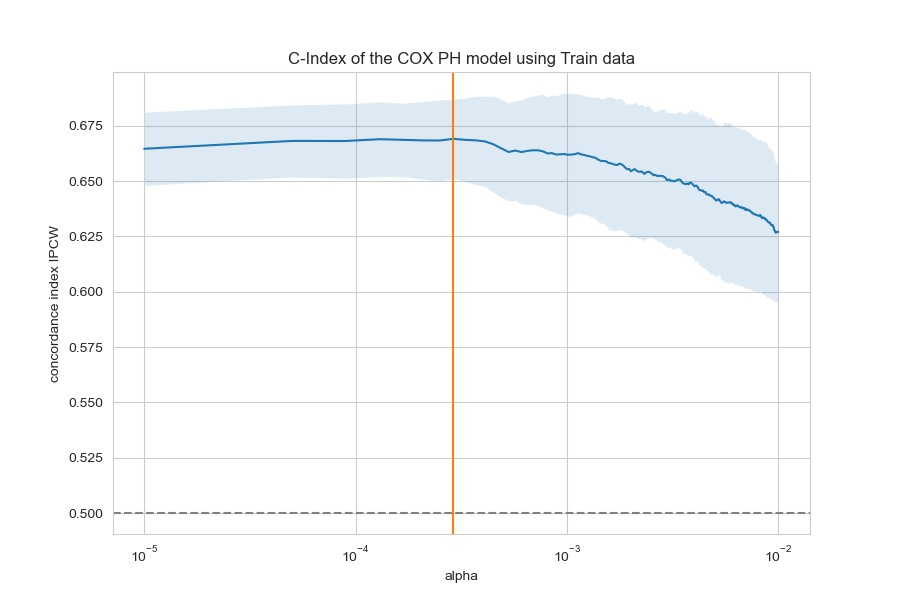 C-Index of the COX PH model using Train data
concordance index IPCW
0.675
0.650
0.625
0.600
0.575
0.550
0.525
0.500
10⁻⁵ 10⁻⁴ 10⁻³ 10⁻²
alpha